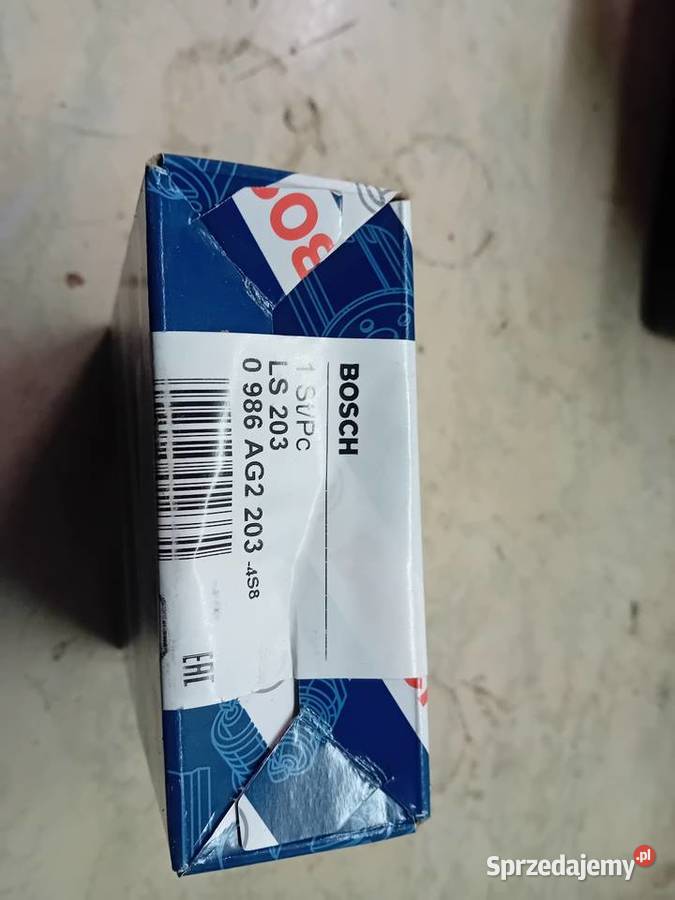 BOSCH
1 St/Pc
LS 203
0 986 AG2 203 -4S8
EAC
Sprzedajemy.pl